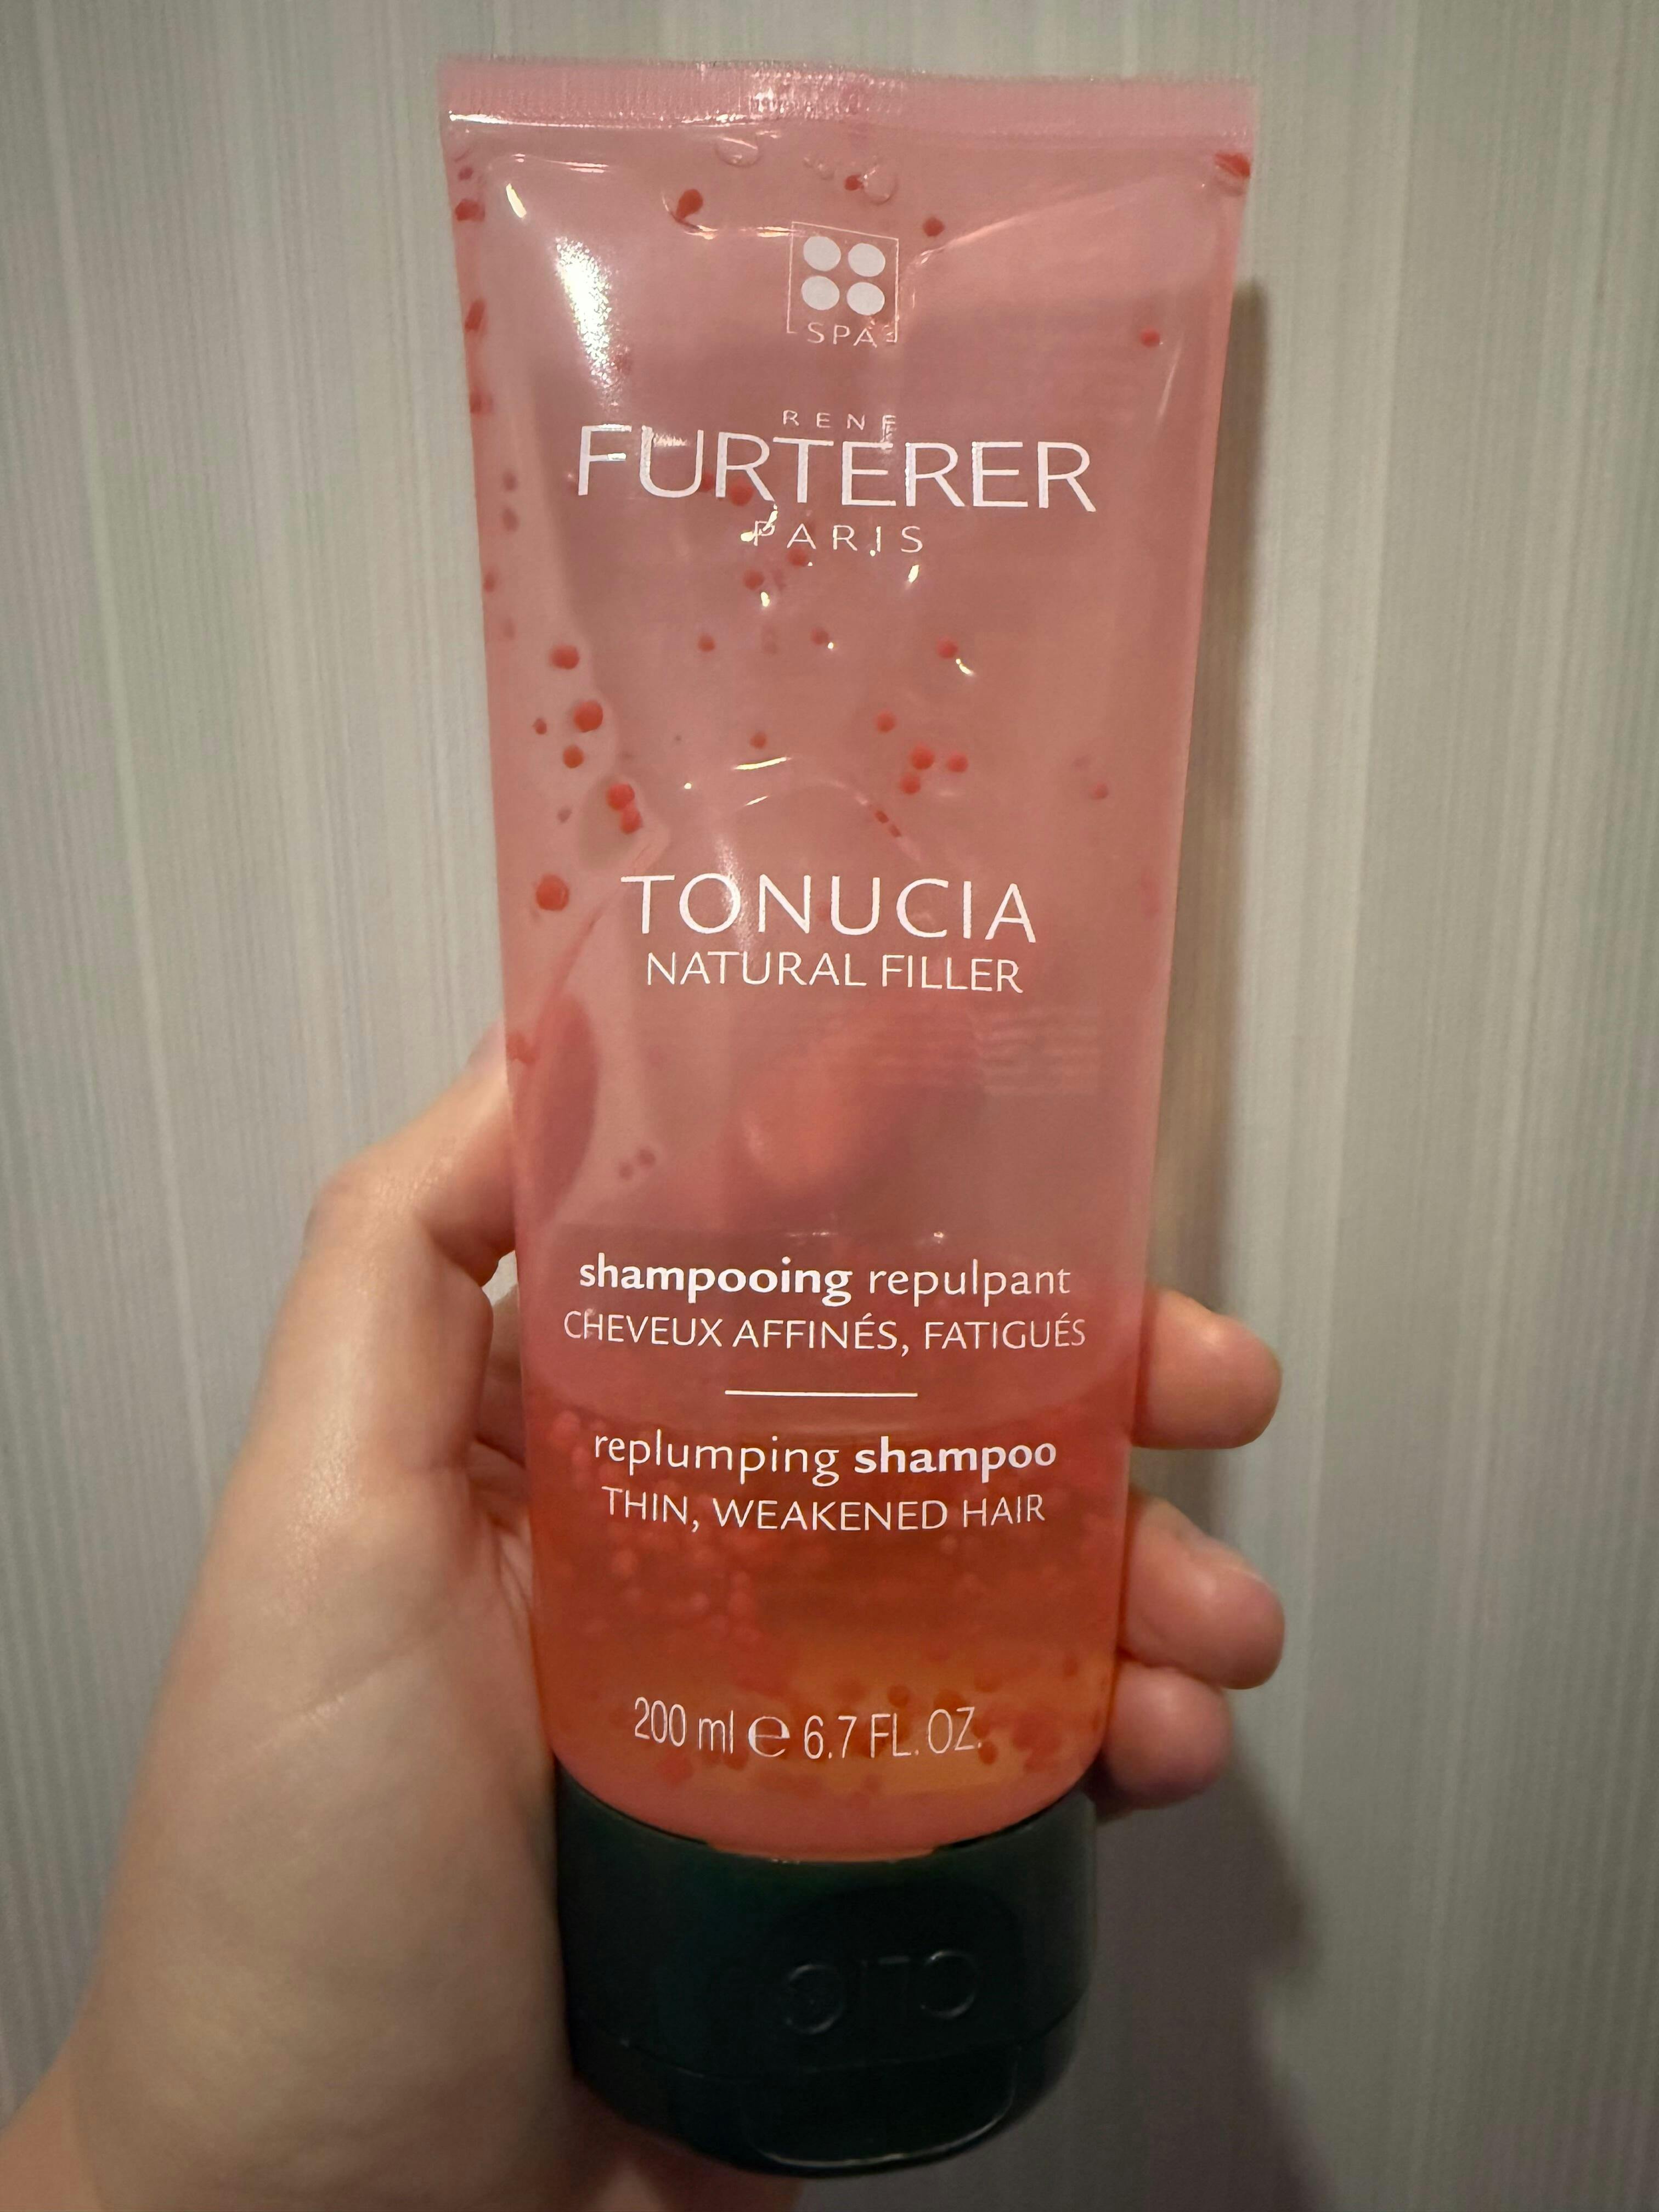 SPA
RENE
FURTERER
PARIS
TONUCIA
NATURAL FILLER
shampooing repulpant
CHEVEUX AFFINÉS, FATIGUÉS
replumping shampoo
THIN, WEAKENED HAIR
200 ml e 6.7 FL. OZ.
CLIC